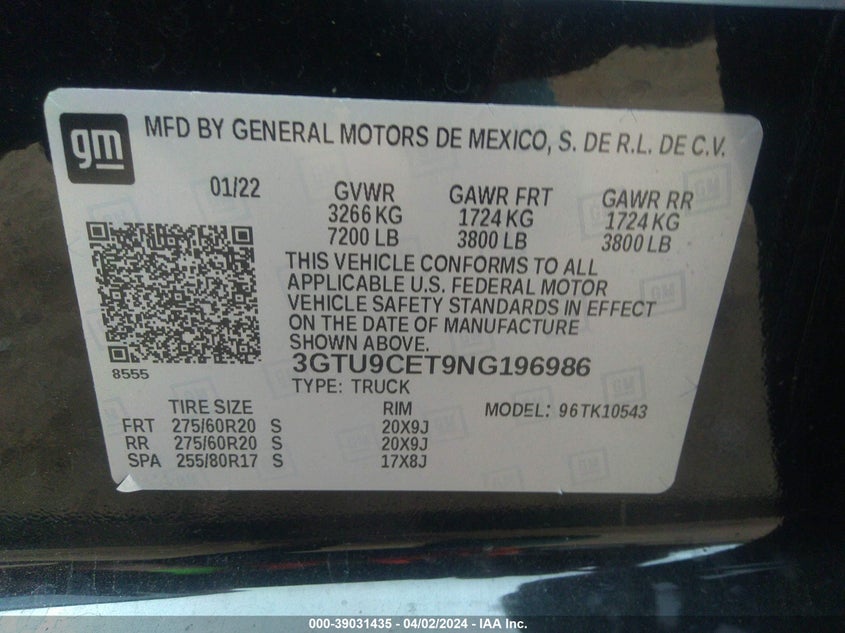 gm
MFD BY GENERAL MOTORS DE MEXICO, S. DE R.L. DE C.V.
01/22 GVWR GAWR FRT GAWR RR
3266 KG 1724 KG 1724 KG
7200 LB 3800 LB 3800 LB
THIS VEHICLE CONFORMS TO ALL
APPLICABLE U.S. FEDERAL MOTOR
VEHICLE SAFETY STANDARDS IN EFFECT
ON THE DATE OF MANUFACTURE
SHOWN ABOVE.
8555
3GTU9CET9NG196986
TYPE: TRUCK
TIRE SIZE RIM MODEL: 96TK10543
FRT 275/60R20 S 20X9J
RR 275/60R20 S 20X9J
SPA 255/80R17 S 17X8J
000-39031435 - 04/02/2024 - IAA Inc.